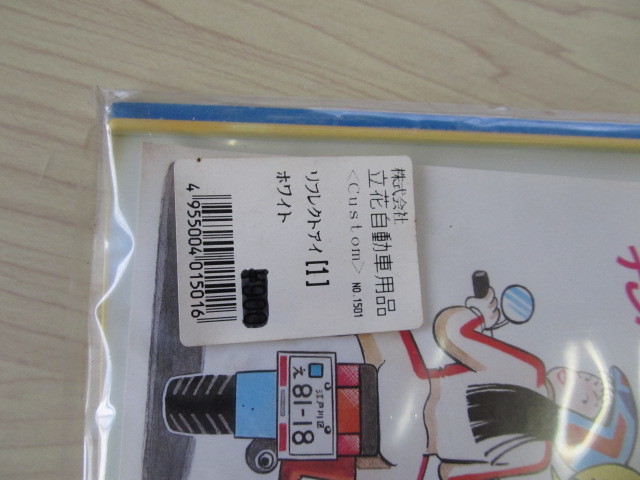 株式会社
立花自動車用品
<Custom> NO.1501
リフレクトアイ[1]
ホワイト
4 955004 015016
え
江戸川区
81-18